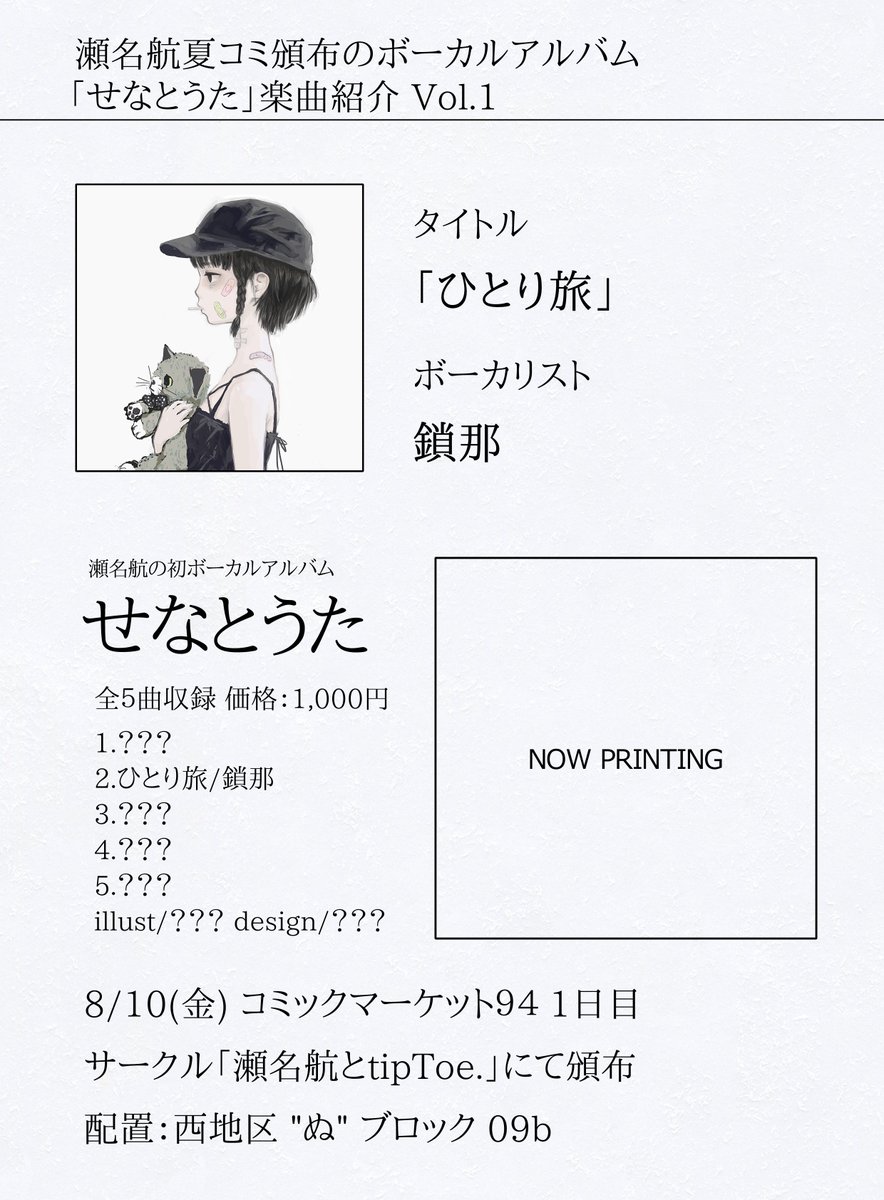 瀬名航夏コミ頒布のボーカルアルバム
「せなとうた」楽曲紹介 Vol.1
タイトル
「ひとり旅」
ボーカリスト
鎖那
瀬名航の初ボーカルアルバム
せなとうた
全5曲収録 価格：1,000円
1.???
2.ひとり旅/鎖那
3.???
4.???
5.???
illust/??? design/???
NOW PRINTING
8/10(金) コミックマーケット94 1日目
サークル「瀬名航とtipToe.」にて頒布
配置：西地区 "ぬ" ブロック 09b